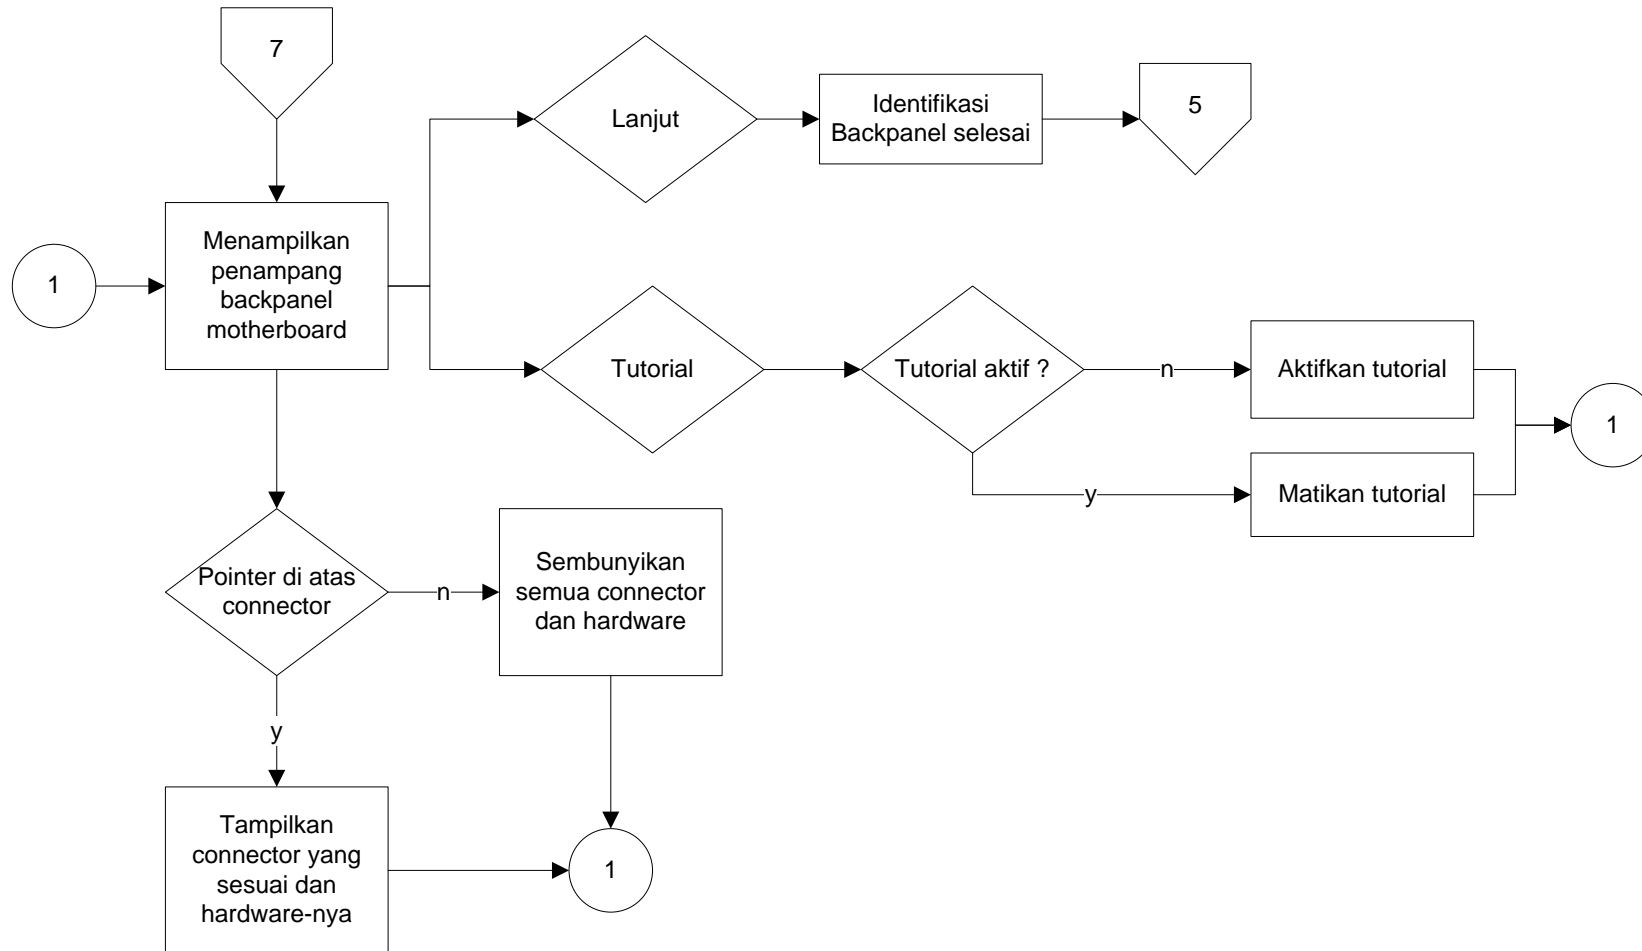 7
Lanjut
Identifikasi
Backpanel selesai
5
1
Menampilkan
penampang
backpanel
motherboard
Tutorial
Tutorial aktif ?
n
Aktifkan tutorial
y
Matikan tutorial
1
Pointer di atas
connector
n
Sembunyikan
semua connector
dan hardware
y
Tampilkan
connector yang
sesuai dan
hardware-nya
1